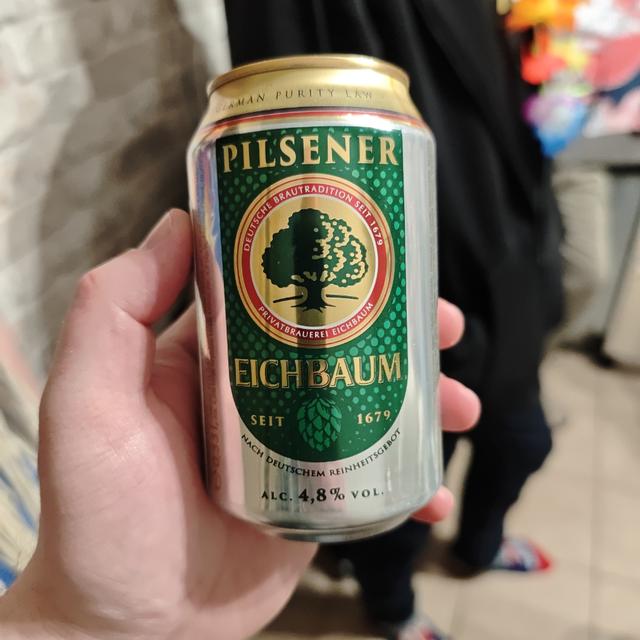 GERMAN PURITY LAW
PILSENER
DEUTSCHE BRAUTRADITION SEIT 1679
PRIVATBRAUEREI EICHBAUM
EICHBAUM
SEIT 1679
NACH DEUTSCHEM REINHEITSGEBOT
ALC. 4,8% VOL.